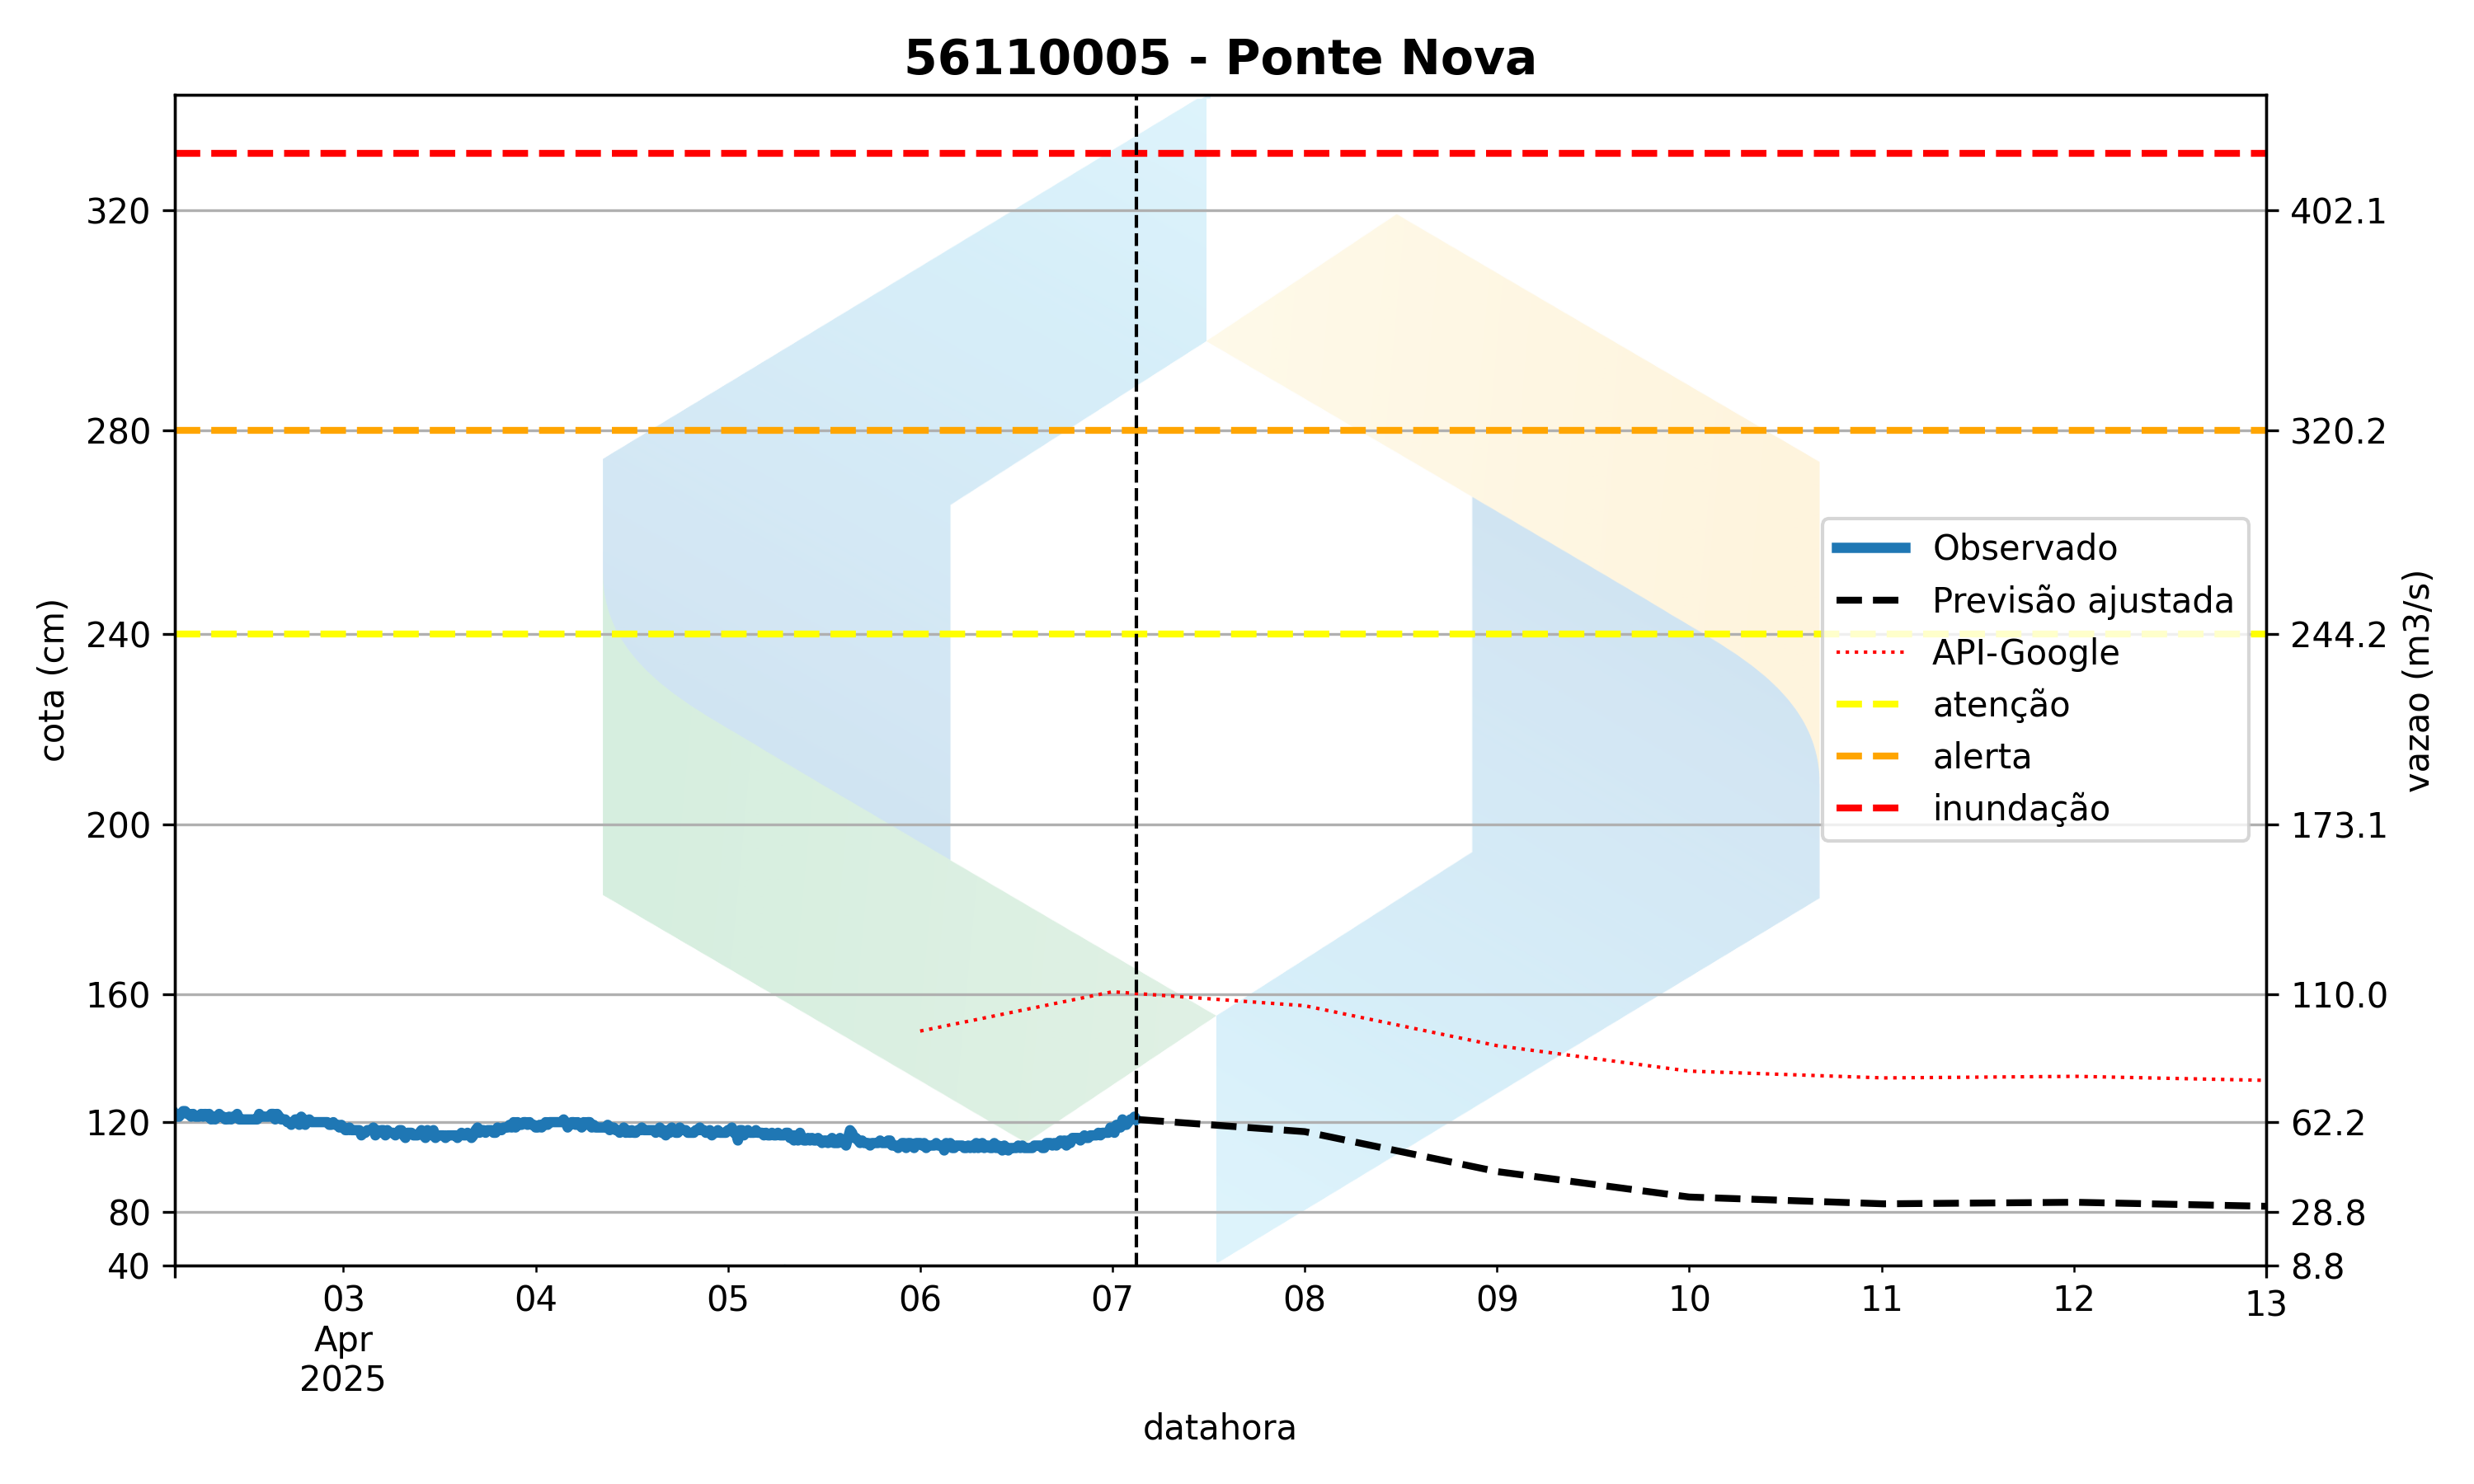 56110005 - Ponte Nova
320
280
240
200
160
120
80
40
cota (cm)
402.1
320.2
244.2
173.1
110.0
62.2
28.8
8.8
vazao (m3/s)
Observado
Previsão ajustada
API-Google
atenção
alerta
inundação
03 04 05 06 07 08 09 10 11 12 13
Apr
2025
datahora